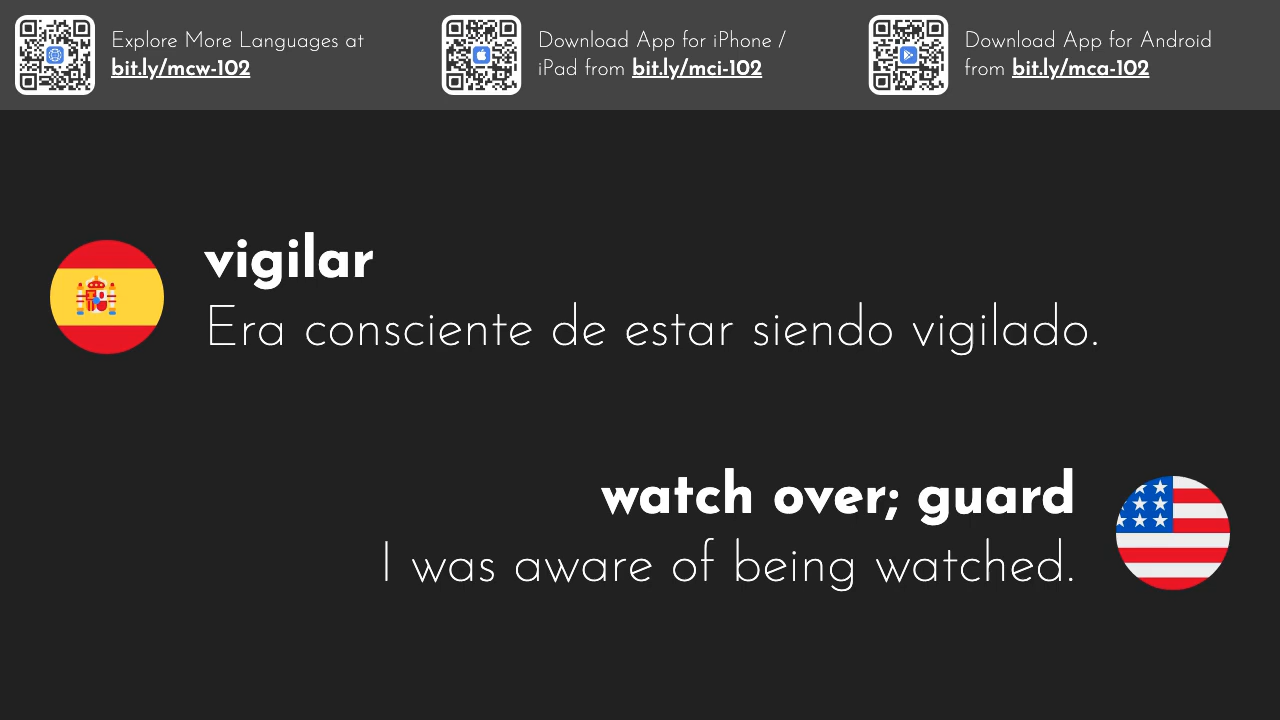 Explore More Languages at
bit.ly/mcw-102
Download App for iPhone /
iPad from bit.ly/mci-102
Download App for Android
from bit.ly/mca-102
vigilar
Era consciente de estar siendo vigilado.
watch over; guard
I was aware of being watched.